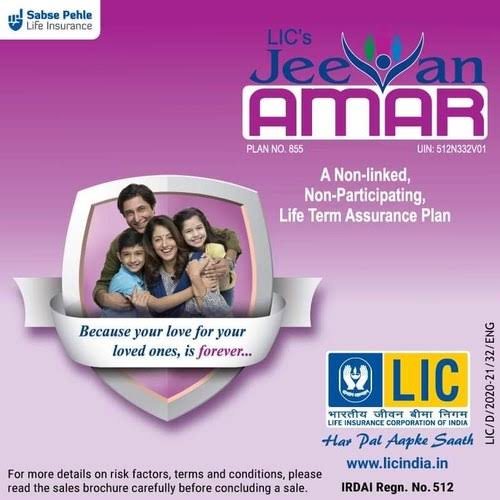 Sabse Pehle
Life Insurance
LIC's
Jeevan
AMAR
PLAN NO. 855
UIN: 512N332V01
A Non-linked,
Non-Participating,
Life Term Assurance Plan
Because your love for your
loved ones, is forever...
LIC
भारतीय जीवन बीमा निगम
LIFE INSURANCE CORPORATION OF INDIA
Har Pal Aapke Saath
www.licindia.in
IRDAI Regn. No. 512
For more details on risk factors, terms and conditions, please
read the sales brochure carefully before concluding a sale.
LIC/D/2020-21/32/ENG